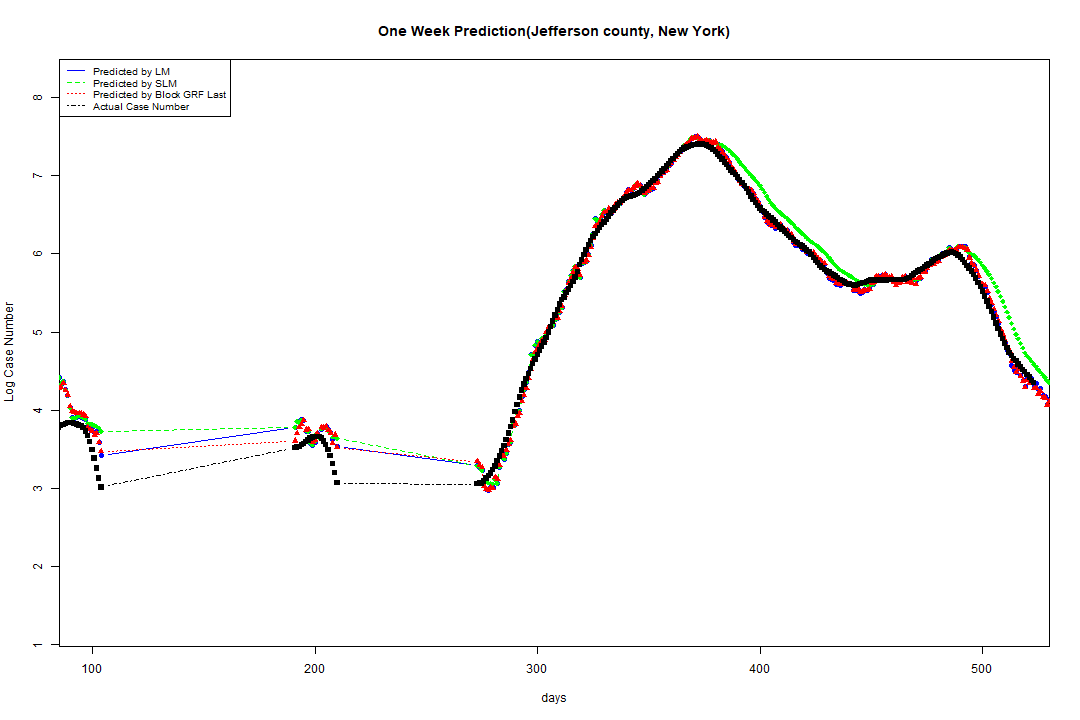 One Week Prediction(Jefferson county, New York)
Predicted by LM
Predicted by SLM
Predicted by Block GRF Last
Actual Case Number
Log Case Number
8
7
6
5
4
3
2
1
100 200 300 400 500
days